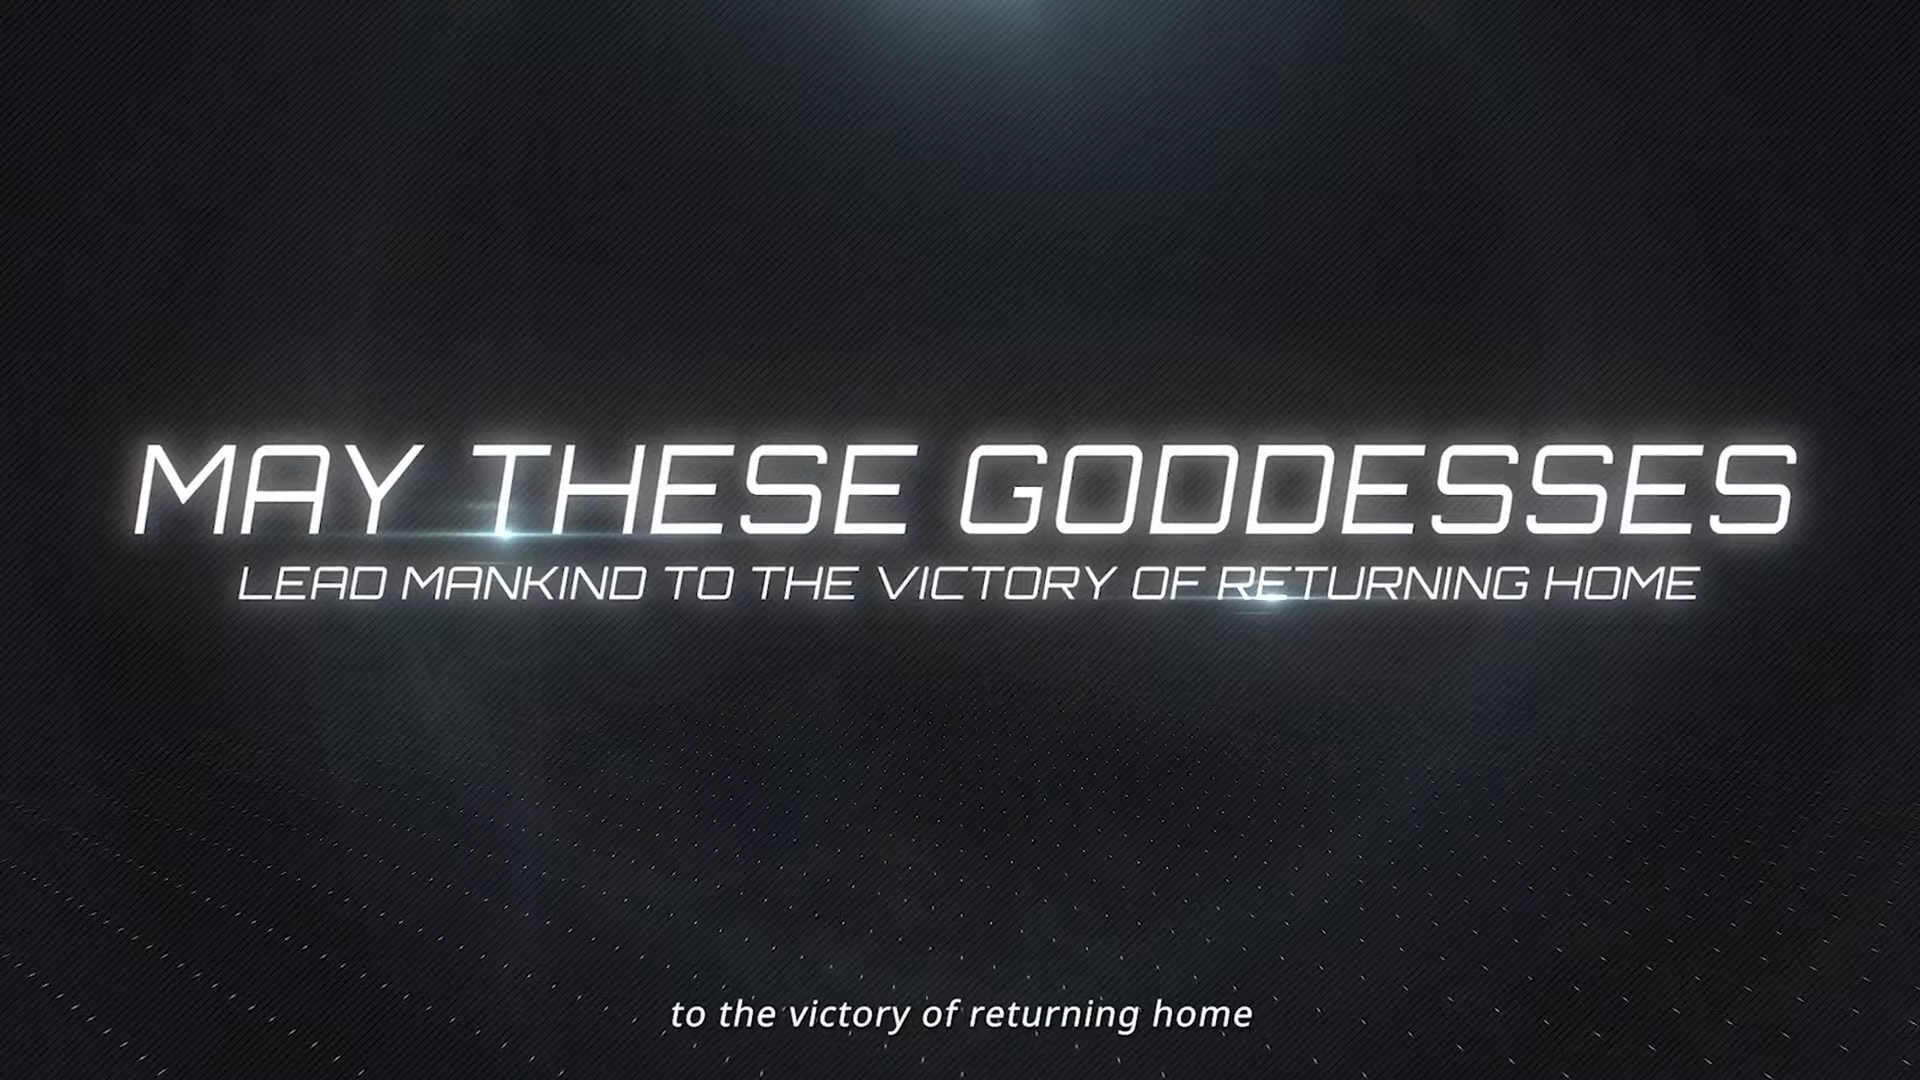 MAY THESE GODDESSES
LEAD MANKIND TO THE VICTORY OF RETURNING HOME
to the victory of returning home